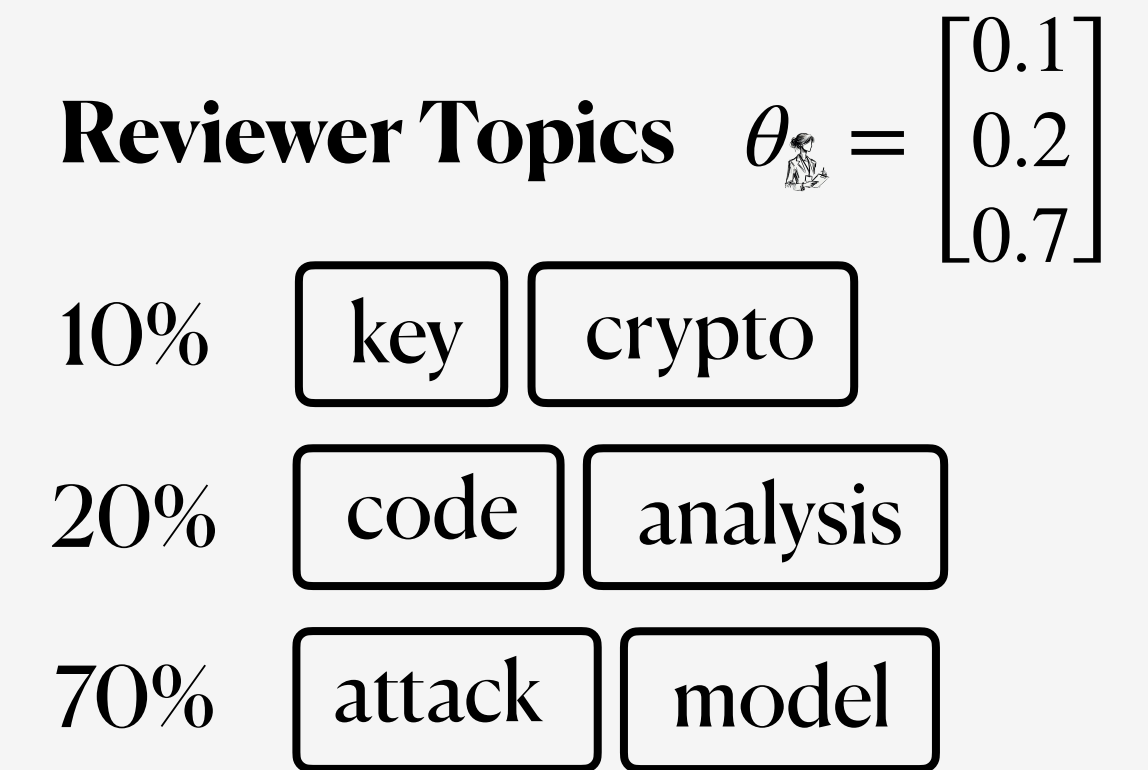 Reviewer Topics θ = [0.1 0.2 0.7]
10% key crypto
20% code analysis
70% attack model